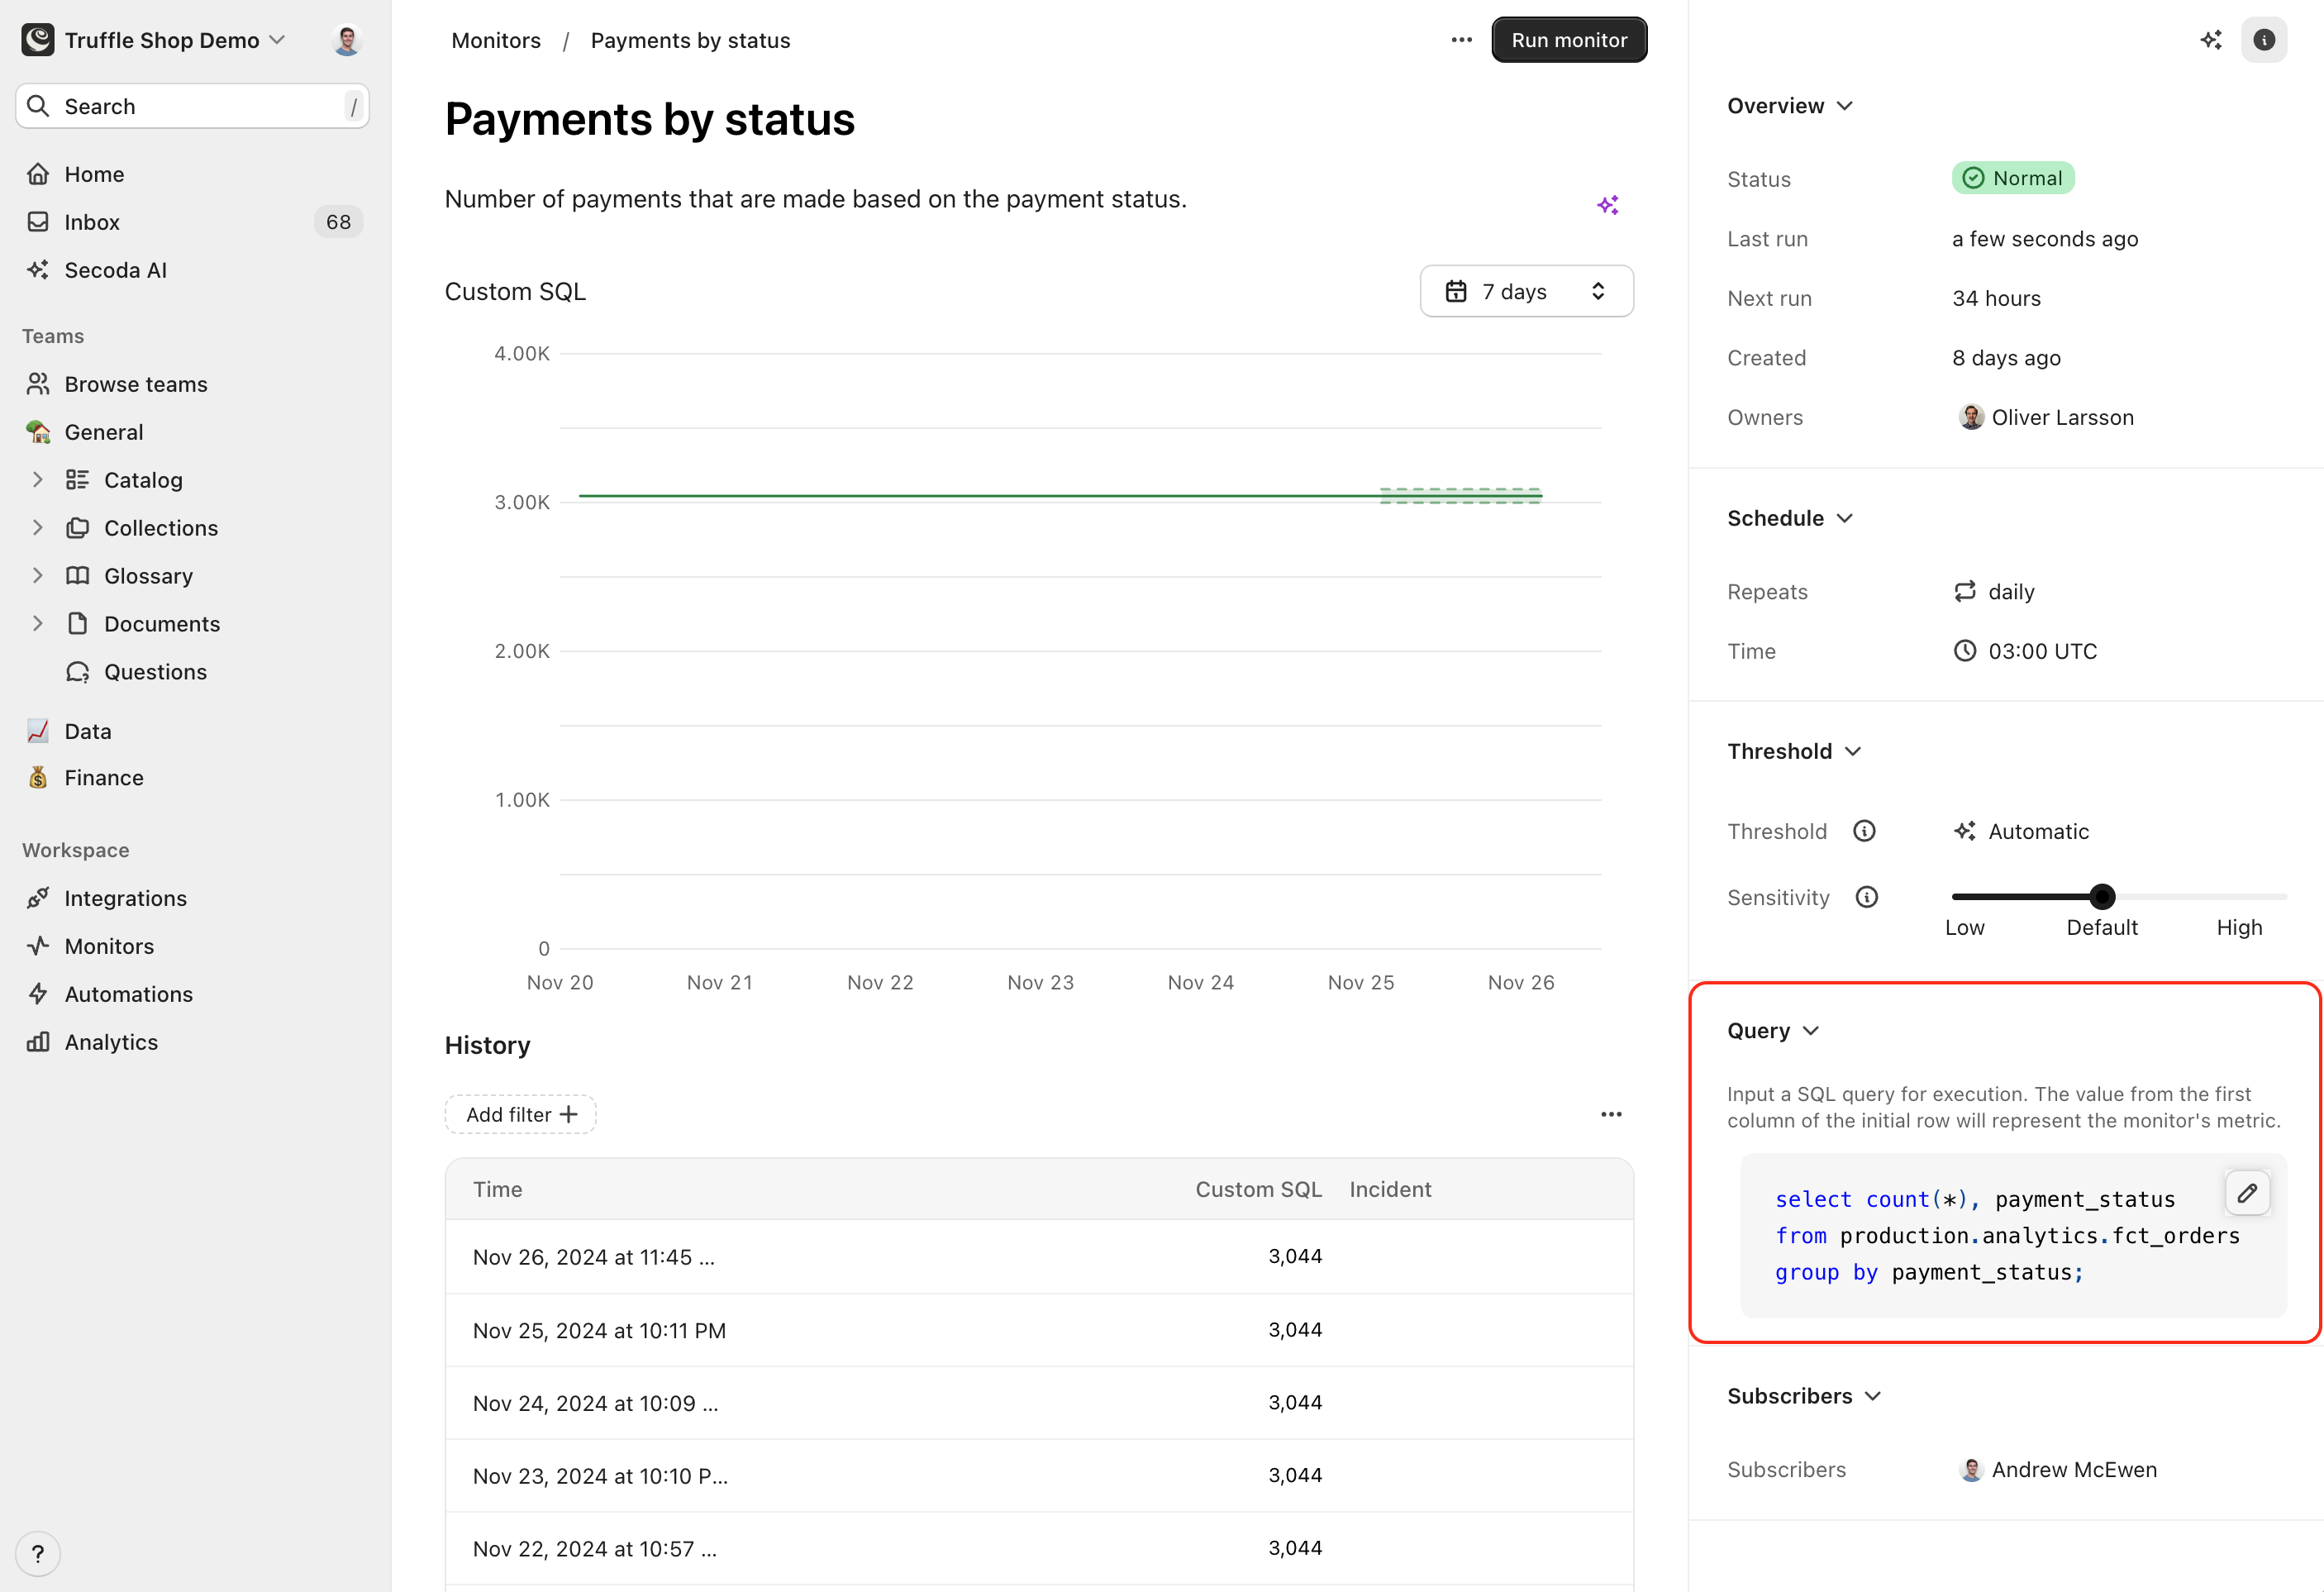 Truffle Shop Demo
Search /
Home
Inbox 68
Secoda AI
Teams
Browse teams
General
Catalog
Collections
Glossary
Documents
Questions
Data
Finance
Workspace
Integrations
Monitors
Automations
Analytics
?
Monitors / Payments by status
Run monitor
Payments by status
Number of payments that are made based on the payment status.
Custom SQL
7 days
4.00K
3.00K
2.00K
1.00K
0
Nov 20 Nov 21 Nov 22 Nov 23 Nov 24 Nov 25 Nov 26
History
Add filter +
Time Custom SQL Incident
Nov 26, 2024 at 11:45 ... 3,044
Nov 25, 2024 at 10:11 PM 3,044
Nov 24, 2024 at 10:09 ... 3,044
Nov 23, 2024 at 10:10 P... 3,044
Nov 22, 2024 at 10:57 ... 3,044
Overview
Status Normal
Last run a few seconds ago
Next run 34 hours
Created 8 days ago
Owners Oliver Larsson
Schedule
Repeats daily
Time 03:00 UTC
Threshold
Threshold Automatic
Sensitivity
Low Default High
Query
Input a SQL query for execution. The value from the first
column of the initial row will represent the monitor's metric.
select count(*), payment_status
from production.analytics.fct_orders
group by payment_status;
Subscribers
Subscribers Andrew McEwen